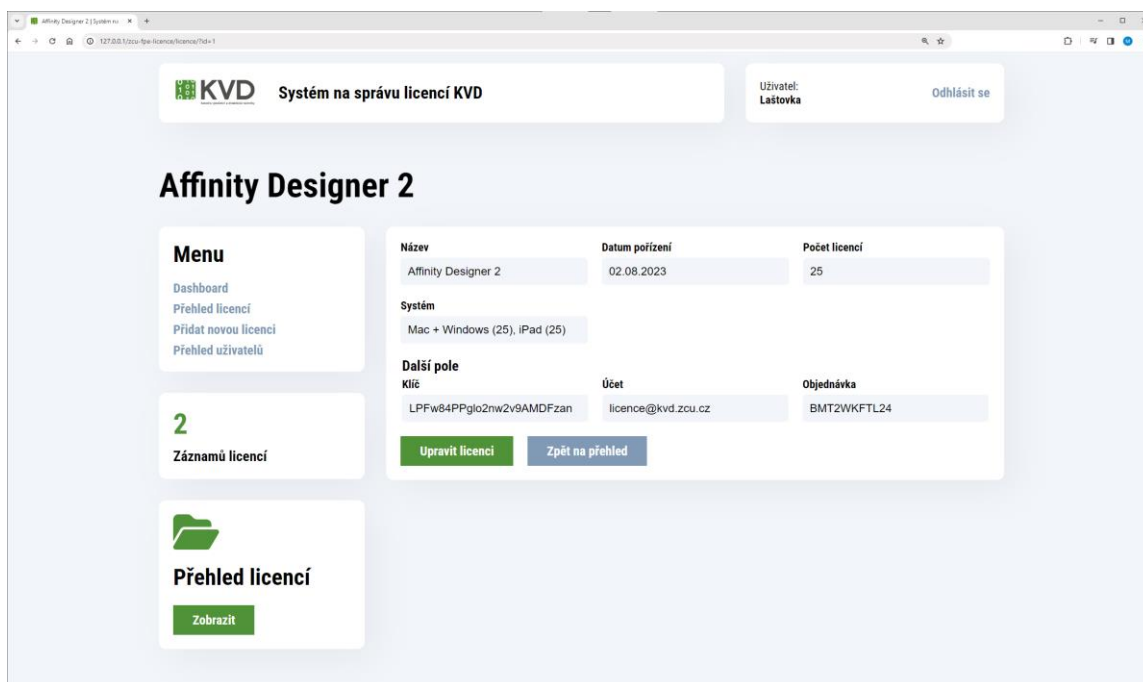 Affinity Designer 2 | Systém na
127.0.0.1/zcu-fpe-licence/licence/?id=1
KVD
Systém na správu licencí KVD
Uživatel:
Laštovka
Odhlásit se
Affinity Designer 2
Menu
Dashboard
Přehled licencí
Přidat novou licenci
Přehled uživatelů
2
Záznamů licencí
Přehled licencí
Zobrazit
Název
Datum pořízení
Počet licencí
Affinity Designer 2
02.08.2023
25
Systém
Mac + Windows (25), iPad (25)
Další pole
Klíč
Účet
Objednávka
LPFw84PPglo2nw2v9AMDFzan
licence@kvd.zcu.cz
BMT2WKFTL24
Upravit licenci
Zpět na přehled